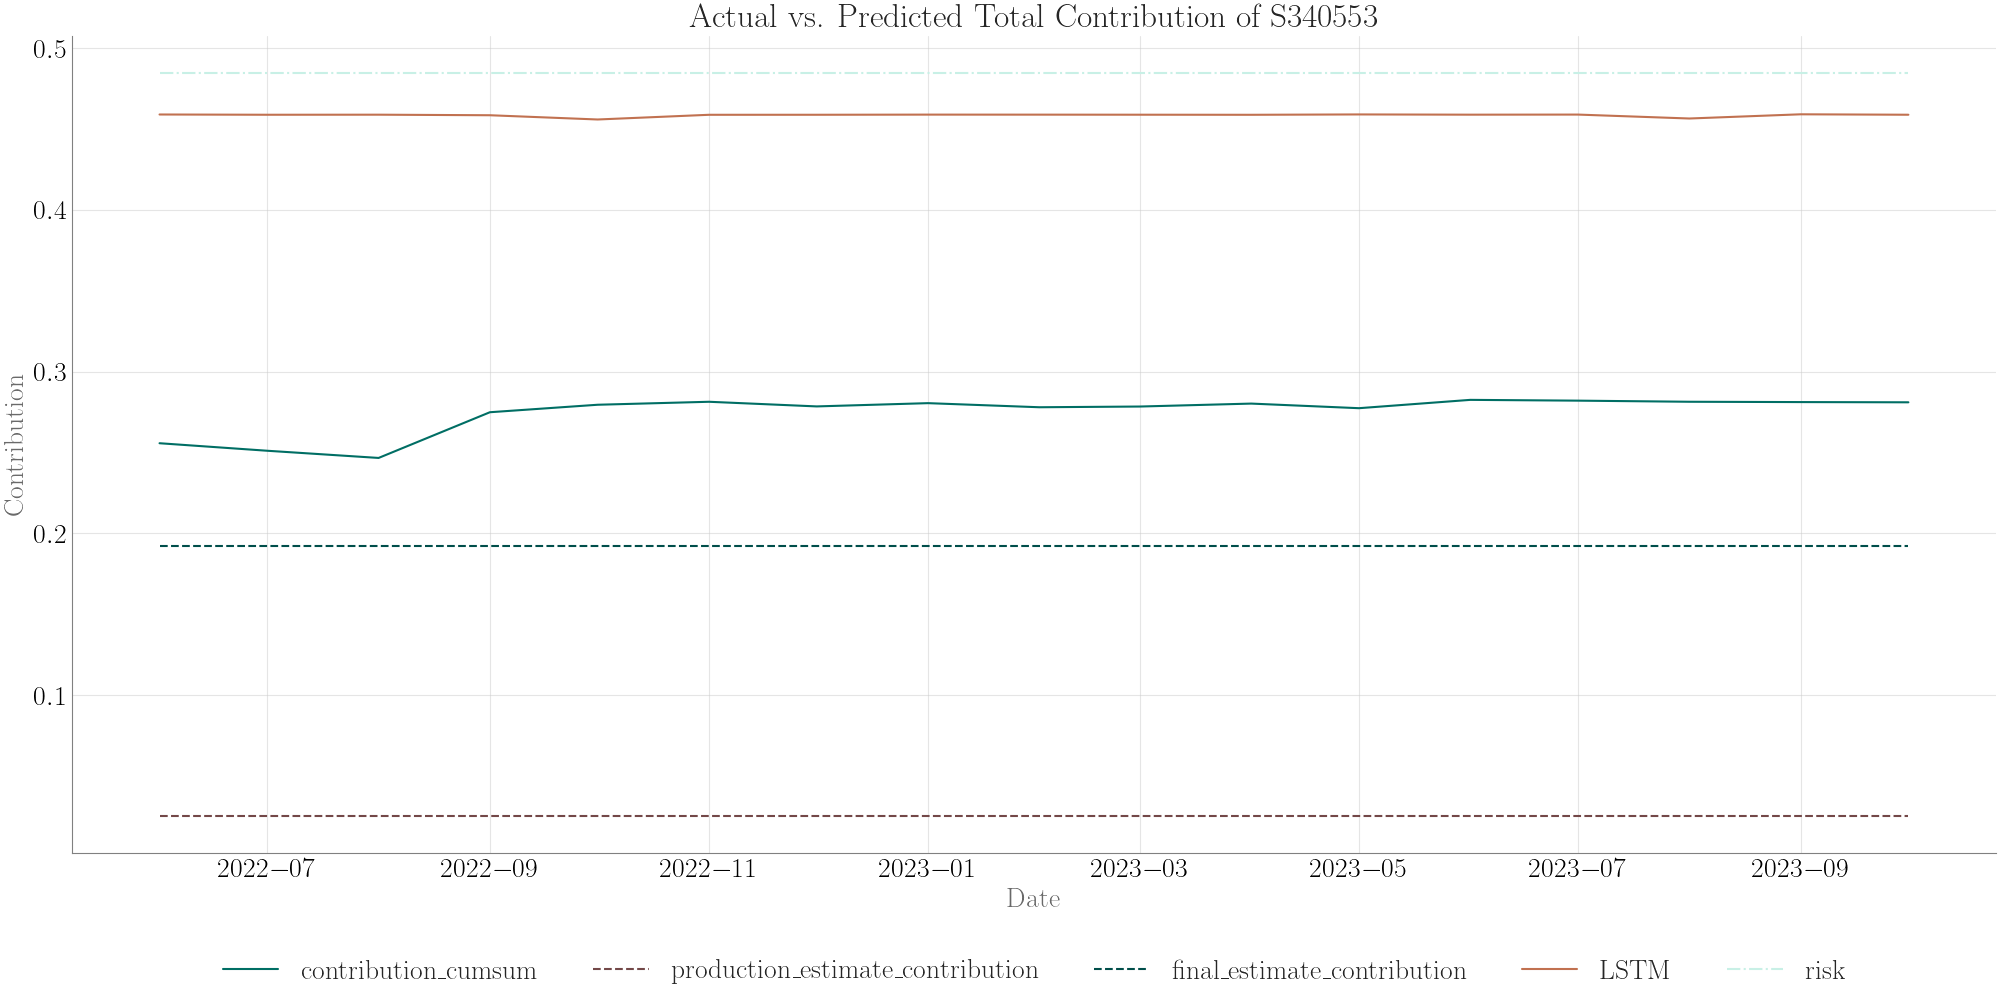 Actual vs. Predicted Total Contribution of S340553
0.5
0.4
0.3
0.2
0.1
Contribution
2022–07 2022–09 2022–11 2023–01 2023–03 2023–05 2023–07 2023–09
Date
contribution_cumsum production_estimate_contribution final_estimate_contribution LSTM risk